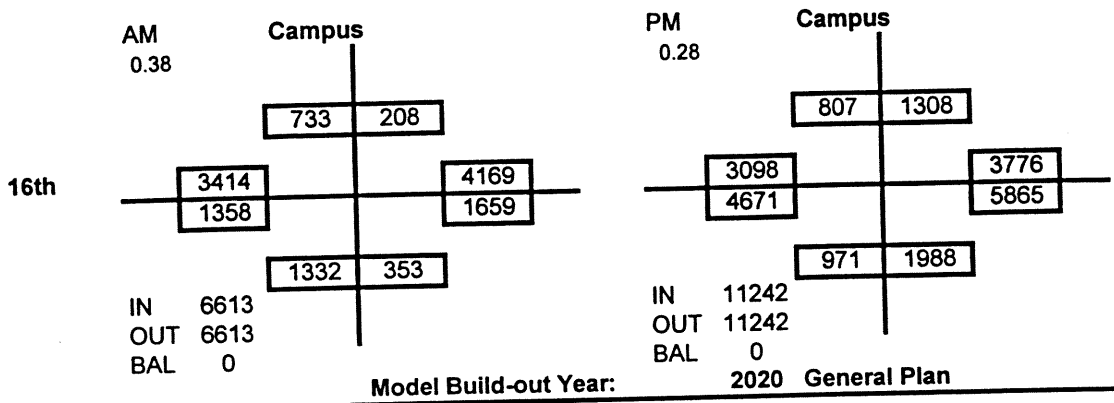 AM Campus PM Campus
0.38 0.28
733 208 807 1308
16th 3414 4169 3098 3776
1358 1659 4671 5865
1332 353 971 1988
IN 6613 IN 11242
OUT 6613 OUT 11242
BAL 0 BAL 0
Model Build-out Year: 2020 General Plan